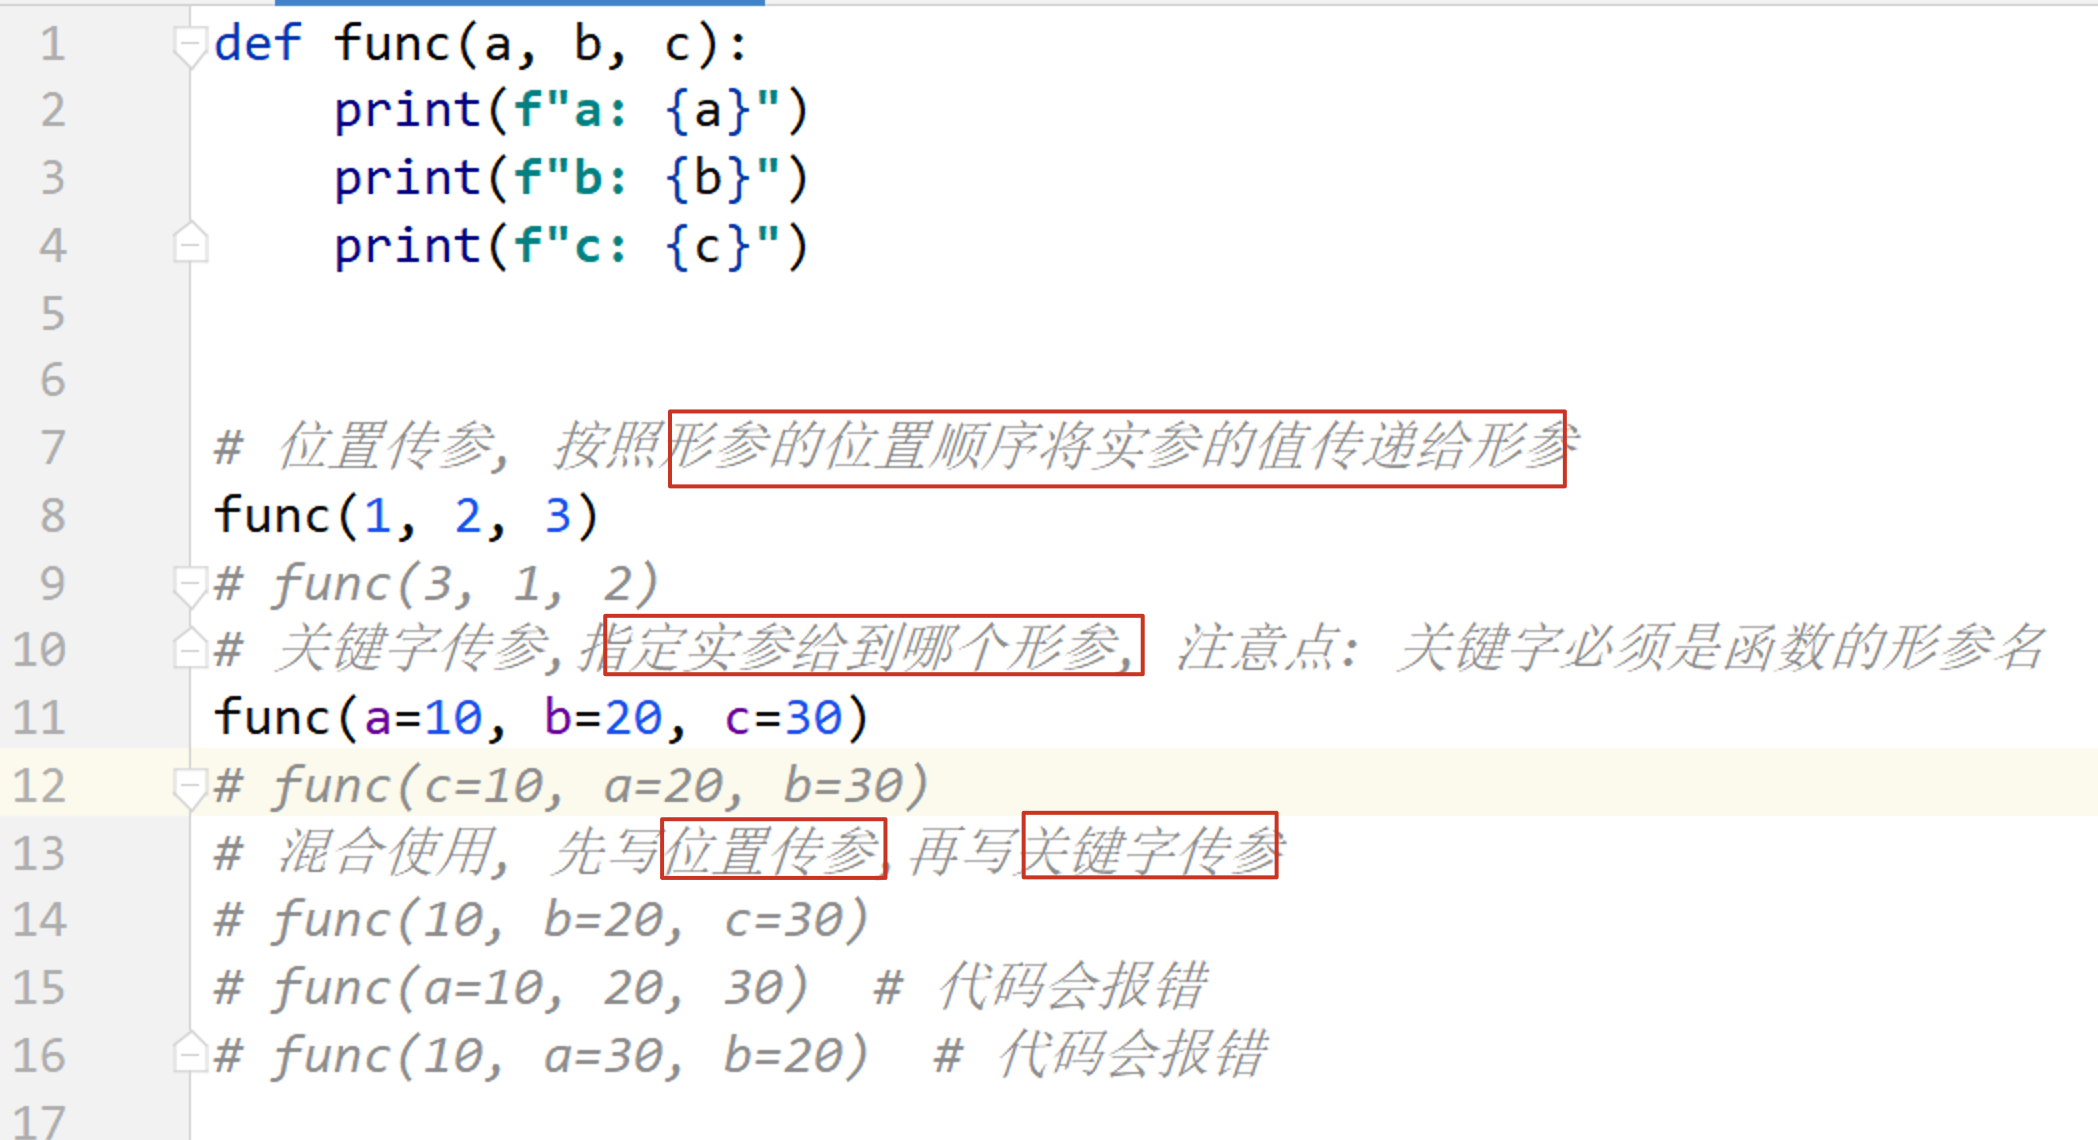 1 def func(a, b, c):
2 print(f"a: {a}")
3 print(f"b: {b}")
4 print(f"c: {c}")
5
6
7 # 位置传参, 按照形参的位置顺序将实参的值传递给形参
8 func(1, 2, 3)
9 # func(3, 1, 2)
10 # 关键字传参,指定实参给到哪个形参, 注意点: 关键字必须是函数的形参名
11 func(a=10, b=20, c=30)
12 # func(c=10, a=20, b=30)
13 # 混合使用, 先写位置传参,再写关键字传参
14 # func(10, b=20, c=30)
15 # func(a=10, 20, 30) # 代码会报错
16 # func(10, a=30, b=20) # 代码会报错
17